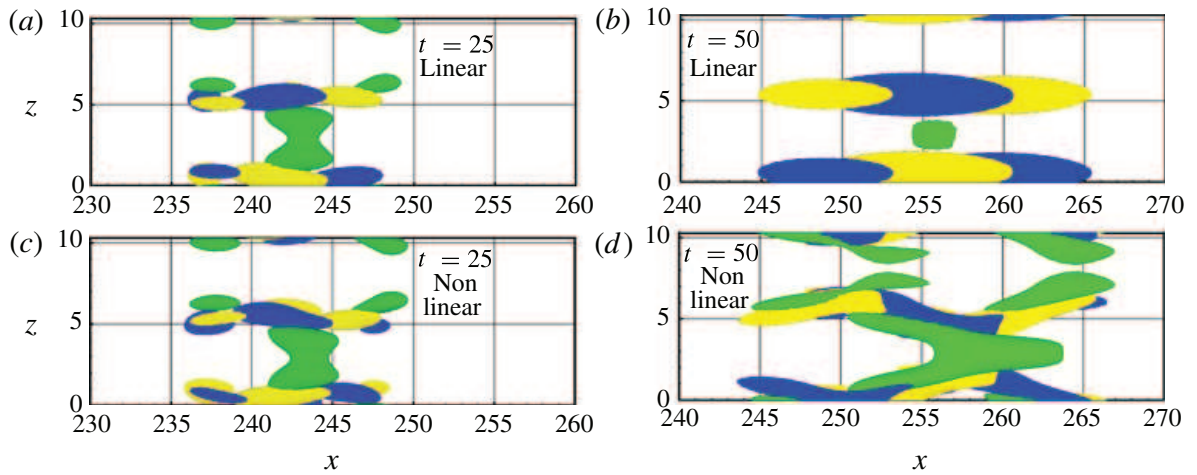 (a)
10
z
5
0
t = 25
Linear
230 235 240 245 250 255 260
(b)
10
5
0
t = 50
Linear
240 245 250 255 260 265 270
(c)
10
z
5
0
t = 25
Non
linear
230 235 240 245 250 255 260
x
(d)
10
5
0
t = 50
Non
linear
240 245 250 255 260 265 270
x